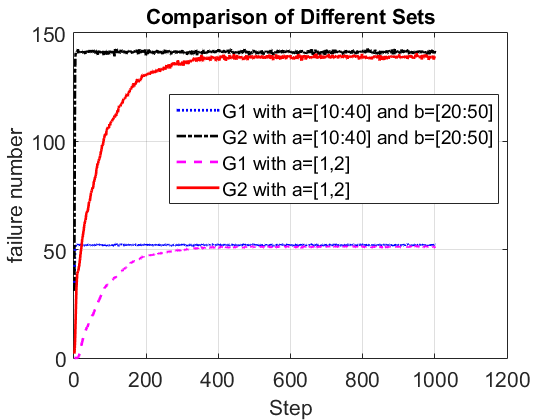 Comparison of Different Sets
150
100
50
0
failure number
G1 with a=[10:40] and b=[20:50]
G2 with a=[10:40] and b=[20:50]
G1 with a=[1,2]
G2 with a=[1,2]
0 200 400 600 800 1000 1200
Step